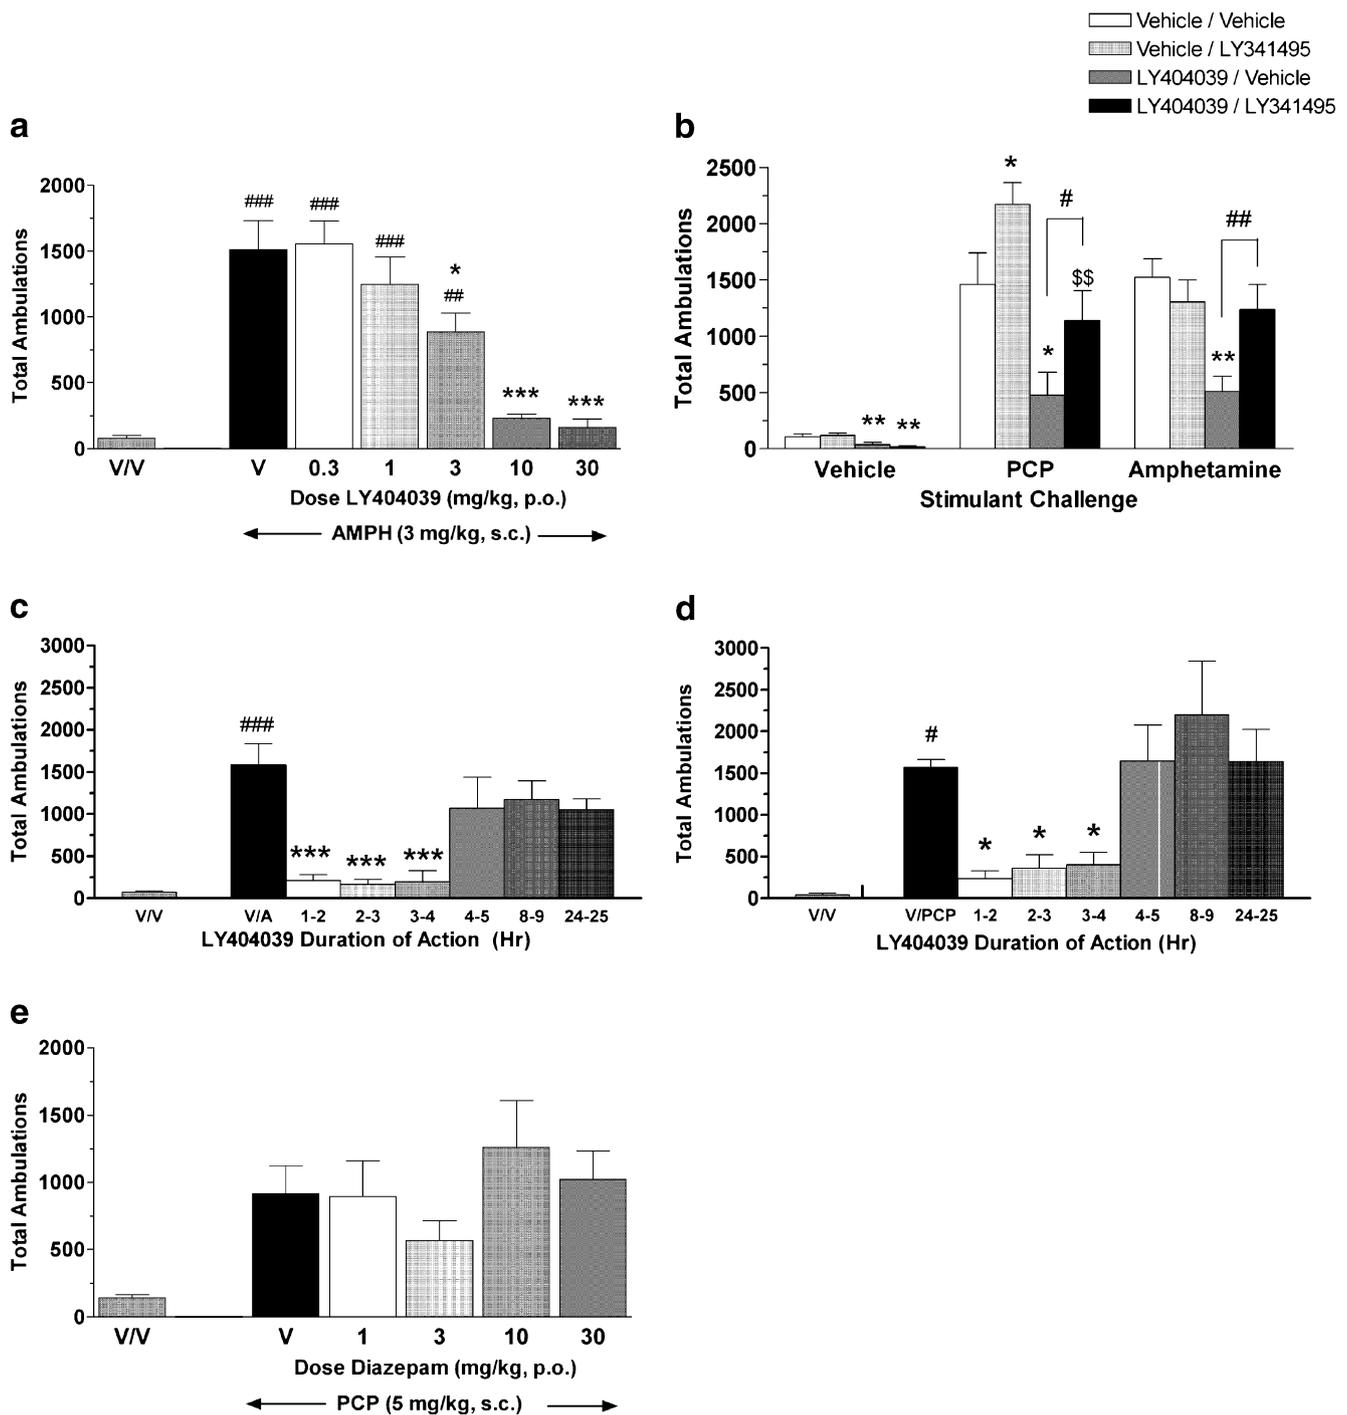 Vehicle / Vehicle
Vehicle / LY341495
LY404039 / Vehicle
LY404039 / LY341495
a
Total Ambulations
2000
1500
1000
500
0
###
###
###
*
##
***
***
V/V V 0.3 1 3 10 30
Dose LY404039 (mg/kg, p.o.)
AMPH (3 mg/kg, s.c.)
b
Total Ambulations
2500
2000
1500
1000
500
0
** **
*
*
#
$$
**
##
Vehicle PCP Amphetamine
Stimulant Challenge
c
Total Ambulations
3000
2500
2000
1500
1000
500
0
###
*** *** ***
V/V V/A 1-2 2-3 3-4 4-5 8-9 24-25
LY404039 Duration of Action (Hr)
d
Total Ambulations
3000
2500
2000
1500
1000
500
0
#
* * *
V/V V/PCP 1-2 2-3 3-4 4-5 8-9 24-25
LY404039 Duration of Action (Hr)
e
Total Ambulations
2000
1500
1000
500
0
V/V V 1 3 10 30
Dose Diazepam (mg/kg, p.o.)
PCP (5 mg/kg, s.c.)